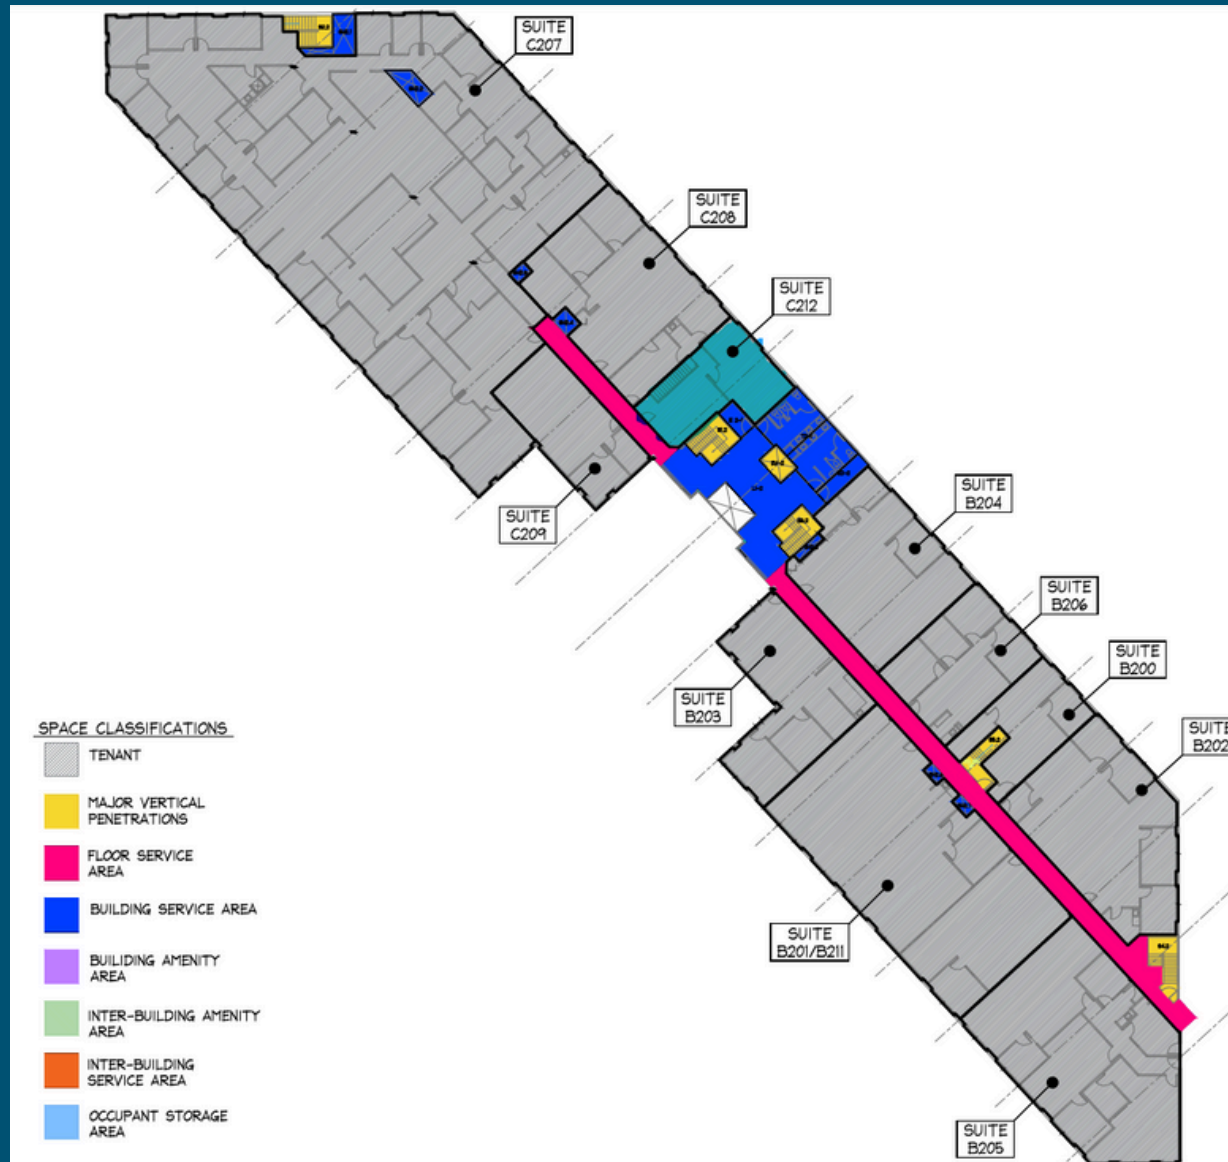 SUITE
C207
SUITE
C208
SUITE
C212
SUITE
C209
SUITE
B204
SUITE
B206
SUITE
B200
SUITE
B203
SUITE
B202
SUITE
B201/B211
SUITE
B205
SPACE CLASSIFICATIONS
TENANT
MAJOR VERTICAL
PENETRATIONS
FLOOR SERVICE
AREA
BUILDING SERVICE AREA
BUILIDING AMENITY
AREA
INTER-BUILDING AMENITY
AREA
INTER-BUILDING
SERVICE AREA
OCCUPANT STORAGE
AREA